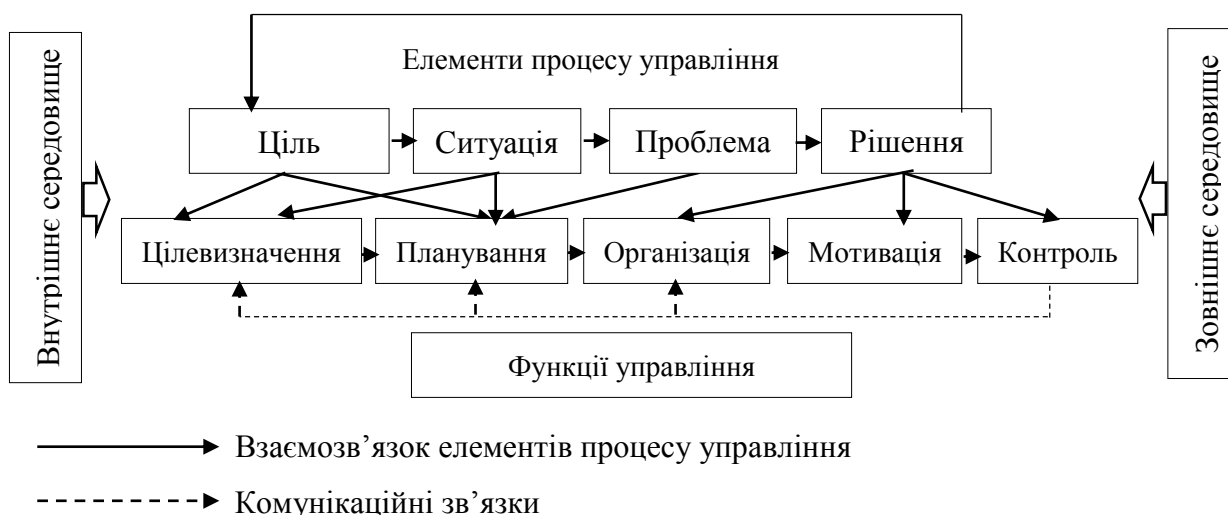 Внутрішнє середовище
Елементи процесу управління
Зовнішнє середовище
Ціль
Ситуація
Проблема
Рішення
Цілевизначення
Планування
Організація
Мотивація
Контроль
Функції управління
Взаємозв’язок елементів процесу управління
Комунікаційні зв’язки